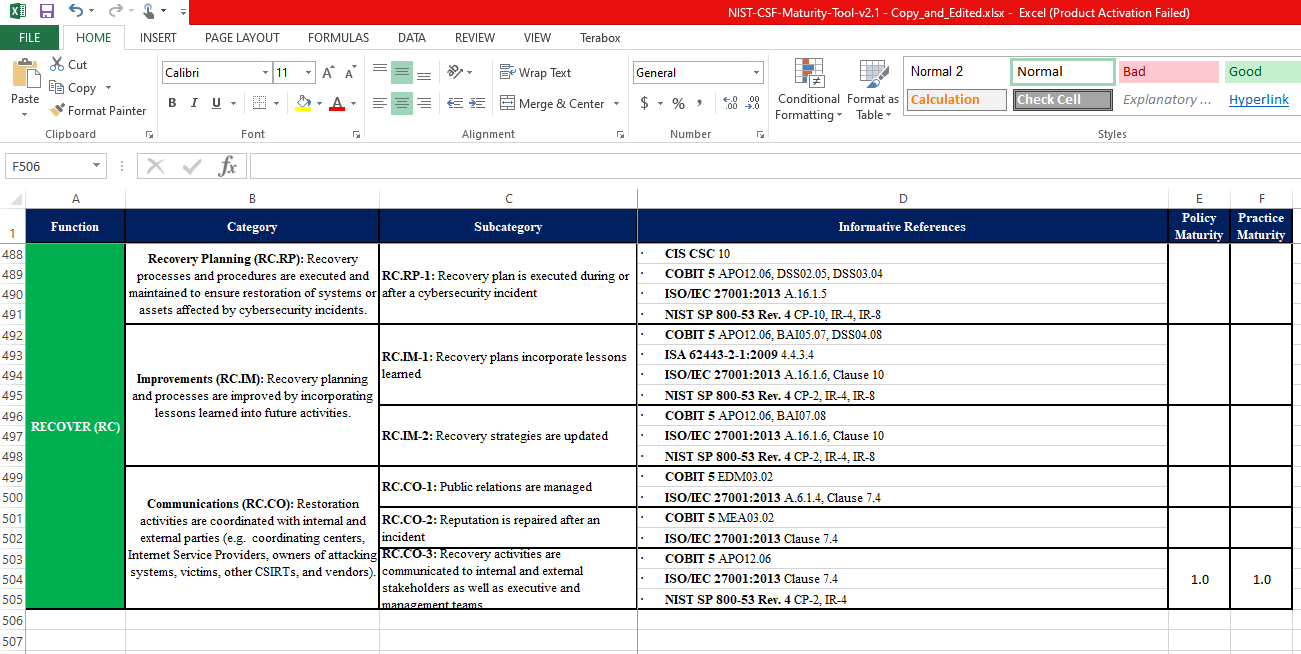 NIST-CSF-Maturity-Tool-v2.1 - Copy_and_Edited.xlsx - Excel (Product Activation Failed)
FILE HOME INSERT PAGE LAYOUT FORMULAS DATA REVIEW VIEW Terabox
Cut
Copy
Format Painter
Paste
Clipboard
Calibri 11
B I U
Font
Wrap Text
Merge & Center
Alignment
General
$ % ,
Number
Conditional Formatting
Format as Table
Normal 2 Normal Bad Good
Calculation Check Cell Explanatory ... Hyperlink
Styles
F506
fx
A B C D E F
1 Function Category Subcategory Informative References Policy Maturity Practice Maturity
RECOVER (RC)
Recovery Planning (RC.RP): Recovery
processes and procedures are executed and
maintained to ensure restoration of systems or
assets affected by cybersecurity incidents.
RC.RP-1: Recovery plan is executed during or
after a cybersecurity incident
488 · CIS CSC 10
489 · COBIT 5 APO12.06, DSS02.05, DSS03.04
490 · ISO/IEC 27001:2013 A.16.1.5
491 · NIST SP 800-53 Rev. 4 CP-10, IR-4, IR-8
Improvements (RC.IM): Recovery planning
and processes are improved by incorporating
lessons learned into future activities.
RC.IM-1: Recovery plans incorporate lessons
learned
492 · COBIT 5 APO12.06, BAI05.07, DSS04.08
493 · ISA 62443-2-1:2009 4.4.3.4
494 · ISO/IEC 27001:2013 A.16.1.6, Clause 10
495 · NIST SP 800-53 Rev. 4 CP-2, IR-4, IR-8
RC.IM-2: Recovery strategies are updated
496 · COBIT 5 APO12.06, BAI07.08
497 · ISO/IEC 27001:2013 A.16.1.6, Clause 10
498 · NIST SP 800-53 Rev. 4 CP-2, IR-4, IR-8
Communications (RC.CO): Restoration
activities are coordinated with internal and
external parties (e.g. coordinating centers,
Internet Service Providers, owners of attacking
systems, victims, other CSIRTs, and vendors).
RC.CO-1: Public relations are managed
499 · COBIT 5 EDM03.02
500 · ISO/IEC 27001:2013 A.6.1.4, Clause 7.4
RC.CO-2: Reputation is repaired after an
incident
501 · COBIT 5 MEA03.02
502 · ISO/IEC 27001:2013 Clause 7.4
RC.CO-3: Recovery activities are
communicated to internal and external
stakeholders as well as executive and
management teams
503 · COBIT 5 APO12.06
504 · ISO/IEC 27001:2013 Clause 7.4
505 · NIST SP 800-53 Rev. 4 CP-2, IR-4
1.0 1.0
506
507